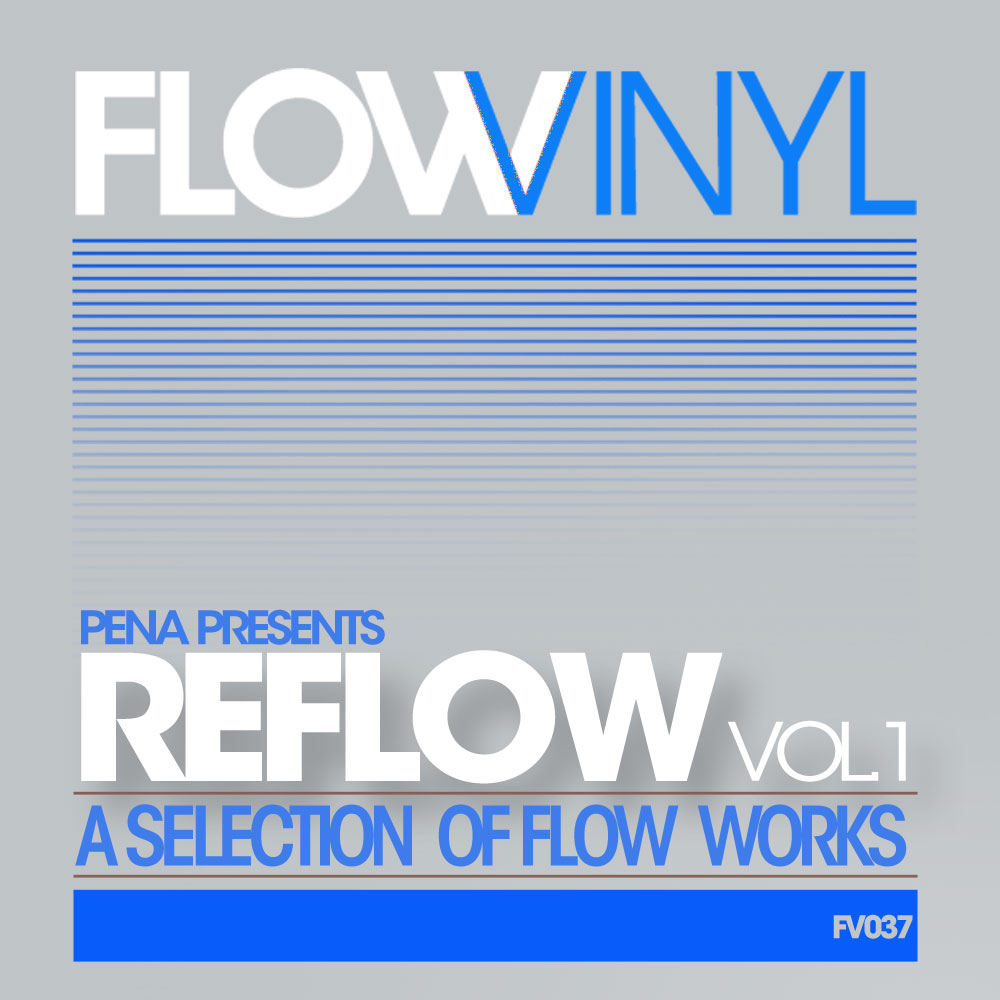 FLOWVINYL
PENA PRESENTS
REFLOW VOL.1
A SELECTION OF FLOW WORKS
FV037